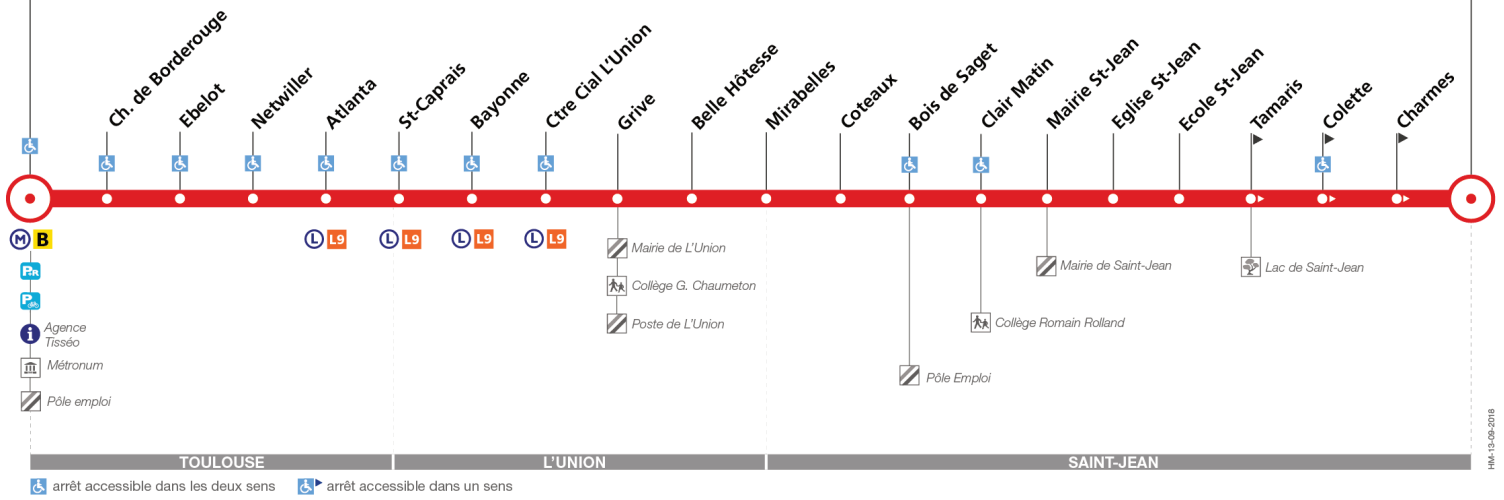 Ch. de Borderouge
Ebelot
Netwiller
Atlanta
St-Caprais
Bayonne
Ctre Cial L'Union
Grive
Belle Hôtesse
Mirabelles
Coteaux
Bois de Saget
Clair Matin
Mairie St-Jean
Eglise St-Jean
Ecole St-Jean
Tamaris
Colette
Charmes
M B
L L9
L L9
L L9
L L9
P+R
P
i Agence
Tisséo
Métronum
Pôle emploi
Mairie de L'Union
Collège G. Chaumeton
Poste de L'Union
Pôle Emploi
Collège Romain Rolland
Mairie de Saint-Jean
Lac de Saint-Jean
TOULOUSE
L'UNION
SAINT-JEAN
arrêt accessible dans les deux sens
arrêt accessible dans un sens
HM-13-09-2018